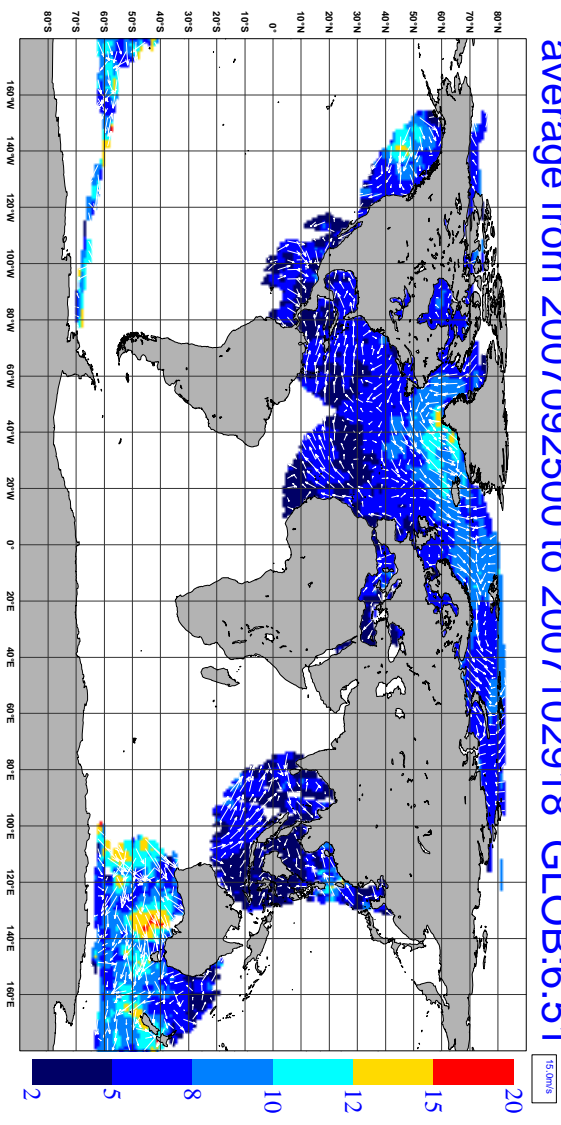 average from 2007092500 to 2007102918 GLOB:6.51
15.0m/s
80°N
70°N
60°N
50°N
40°N
30°N
20°N
10°N
0°
10°S
20°S
30°S
40°S
50°S
60°S
70°S
80°S
160°W 140°W 120°W 100°W 80°W 60°W 40°W 20°W 0° 20°E 40°E 60°E 80°E 100°E 120°E 140°E 160°E
20
15
12
10
8
5
2